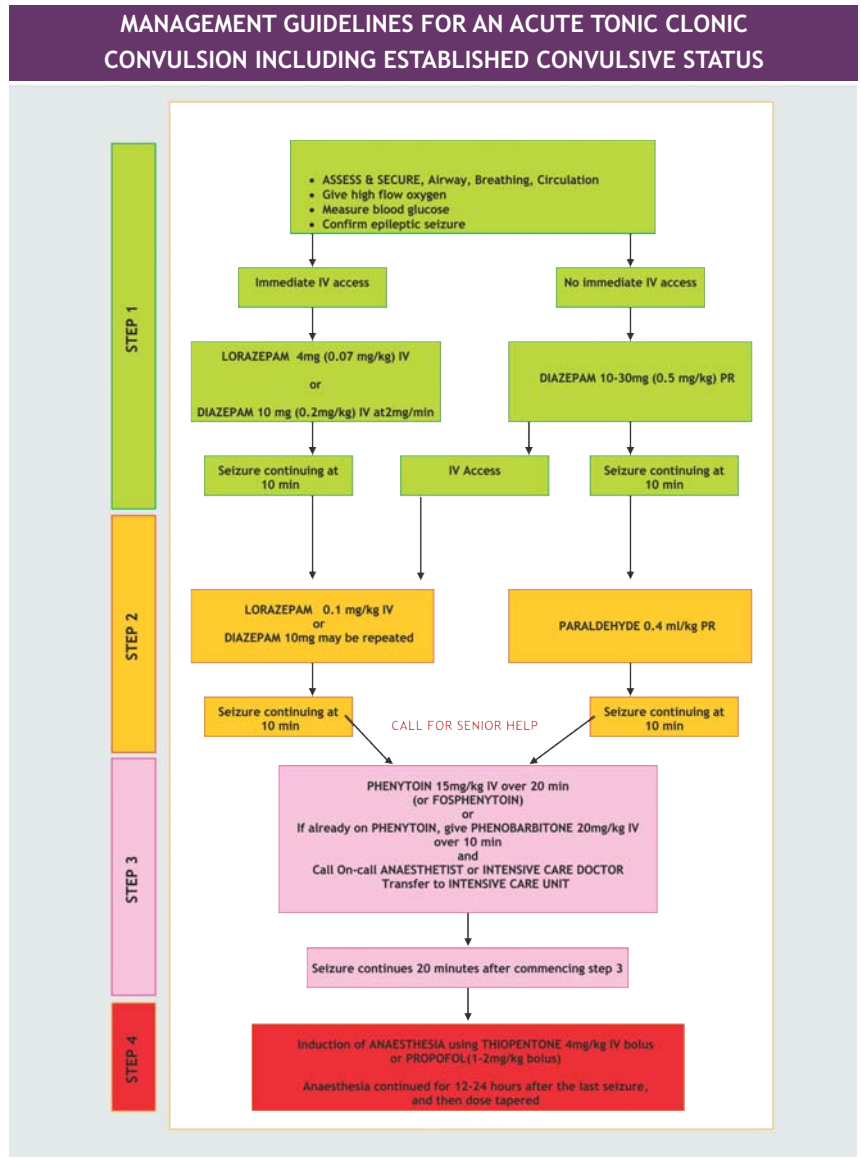 MANAGEMENT GUIDELINES FOR AN ACUTE TONIC CLONIC
CONVULSION INCLUDING ESTABLISHED CONVULSIVE STATUS
STEP 1
• ASSESS & SECURE, Airway, Breathing, Circulation
• Give high flow oxygen
• Measure blood glucose
• Confirm epileptic seizure
Immediate IV access
No Immediate IV access
LORAZEPAM 4mg (0.07 mg/kg) IV
or
DIAZEPAM 10 mg (0.2mg/kg) IV at2mg/min
DIAZEPAM 10-30mg (0.5 mg/kg) PR
Seizure continuing at
10 min
IV Access
Seizure continuing at
10 min
STEP 2
LORAZEPAM 0.1 mg/kg IV
or
DIAZEPAM 10mg may be repeated
PARALDEHYDE 0.4 ml/kg PR
Seizure continuing at
10 min
CALL FOR SENIOR HELP
Seizure continuing at
10 min
STEP 3
PHENYTOIN 15mg/kg IV over 20 min
(or FOSPHENYTOIN)
or
If already on PHENYTOIN, give PHENOBARBITONE 20mg/kg IV
over 10 min
and
Call On-call ANAESTHETIST or INTENSIVE CARE DOCTOR
Transfer to INTENSIVE CARE UNIT
Seizure continues 20 minutes after commencing step 3
STEP 4
Induction of ANAESTHESIA using THIOPENTONE 4mg/kg IV bolus
or PROPOFOL(1-2mg/kg bolus)
Anaesthesia continued for 12-24 hours after the last seizure,
and then dose tapered